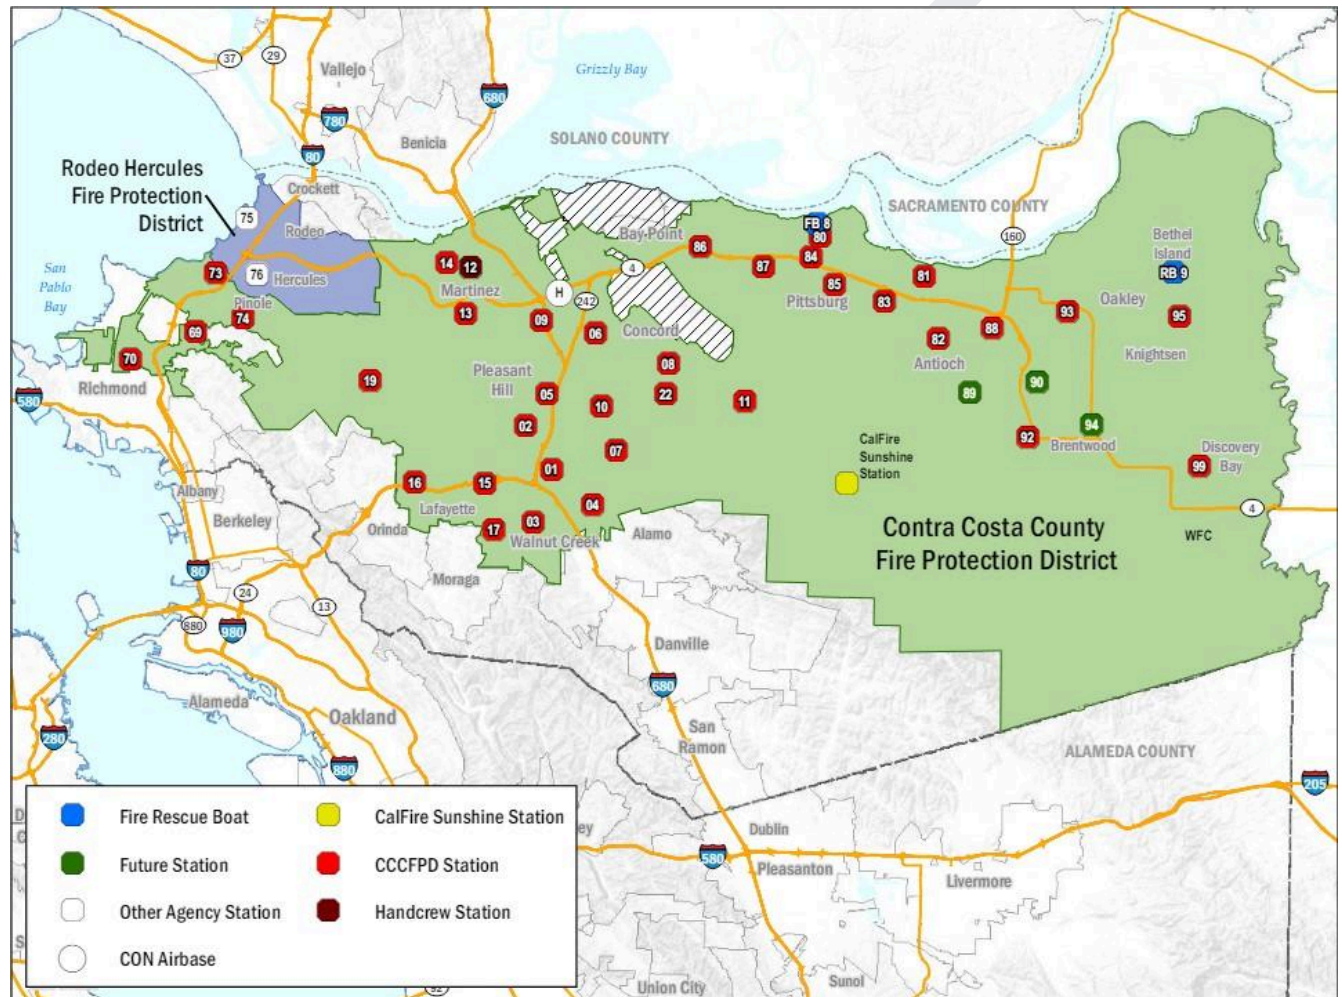 37
29
Vallejo
Grizzly Bay
680
780
Benicia
SOLANO COUNTY
80
Rodeo Hercules
Fire Protection
District
Crockett
75
Rodeo
SACRAMENTO COUNTY
FB 8
80
160
Bethel
Island
RB 9
Bay Point
86
84
San
Pablo
Bay
73
76
Hercules
14
12
Martinez
4
87
85
Pittsburg
81
83
Oakley
Pinole
74
13
H
242
09
06
Concord
88
93
95
69
70
Richmond
82
Antioch
Knightsen
08
Pleasant
Hill
19
05
22
11
10
02
89
90
94
580
07
CalFire
Sunshine
Station
92
Brentwood
Discovery
Bay
99
01
16
15
Lafayette
04
4
Albany
Berkeley
Orinda
17
03
Walnut Creek
Alamo
Contra Costa County
Fire Protection District
WFC
Moraga
80
24
13
880
980
Danville
680
Alameda
Oakland
San
Ramon
280
880
ALAMEDA COUNTY
205
Fire Rescue Boat
CalFire Sunshine Station
Future Station
CCCFPD Station
Other Agency Station
Handcrew Station
CON Airbase
Dublin
580
Pleasanton
Livermore
Union City
Sunol
92